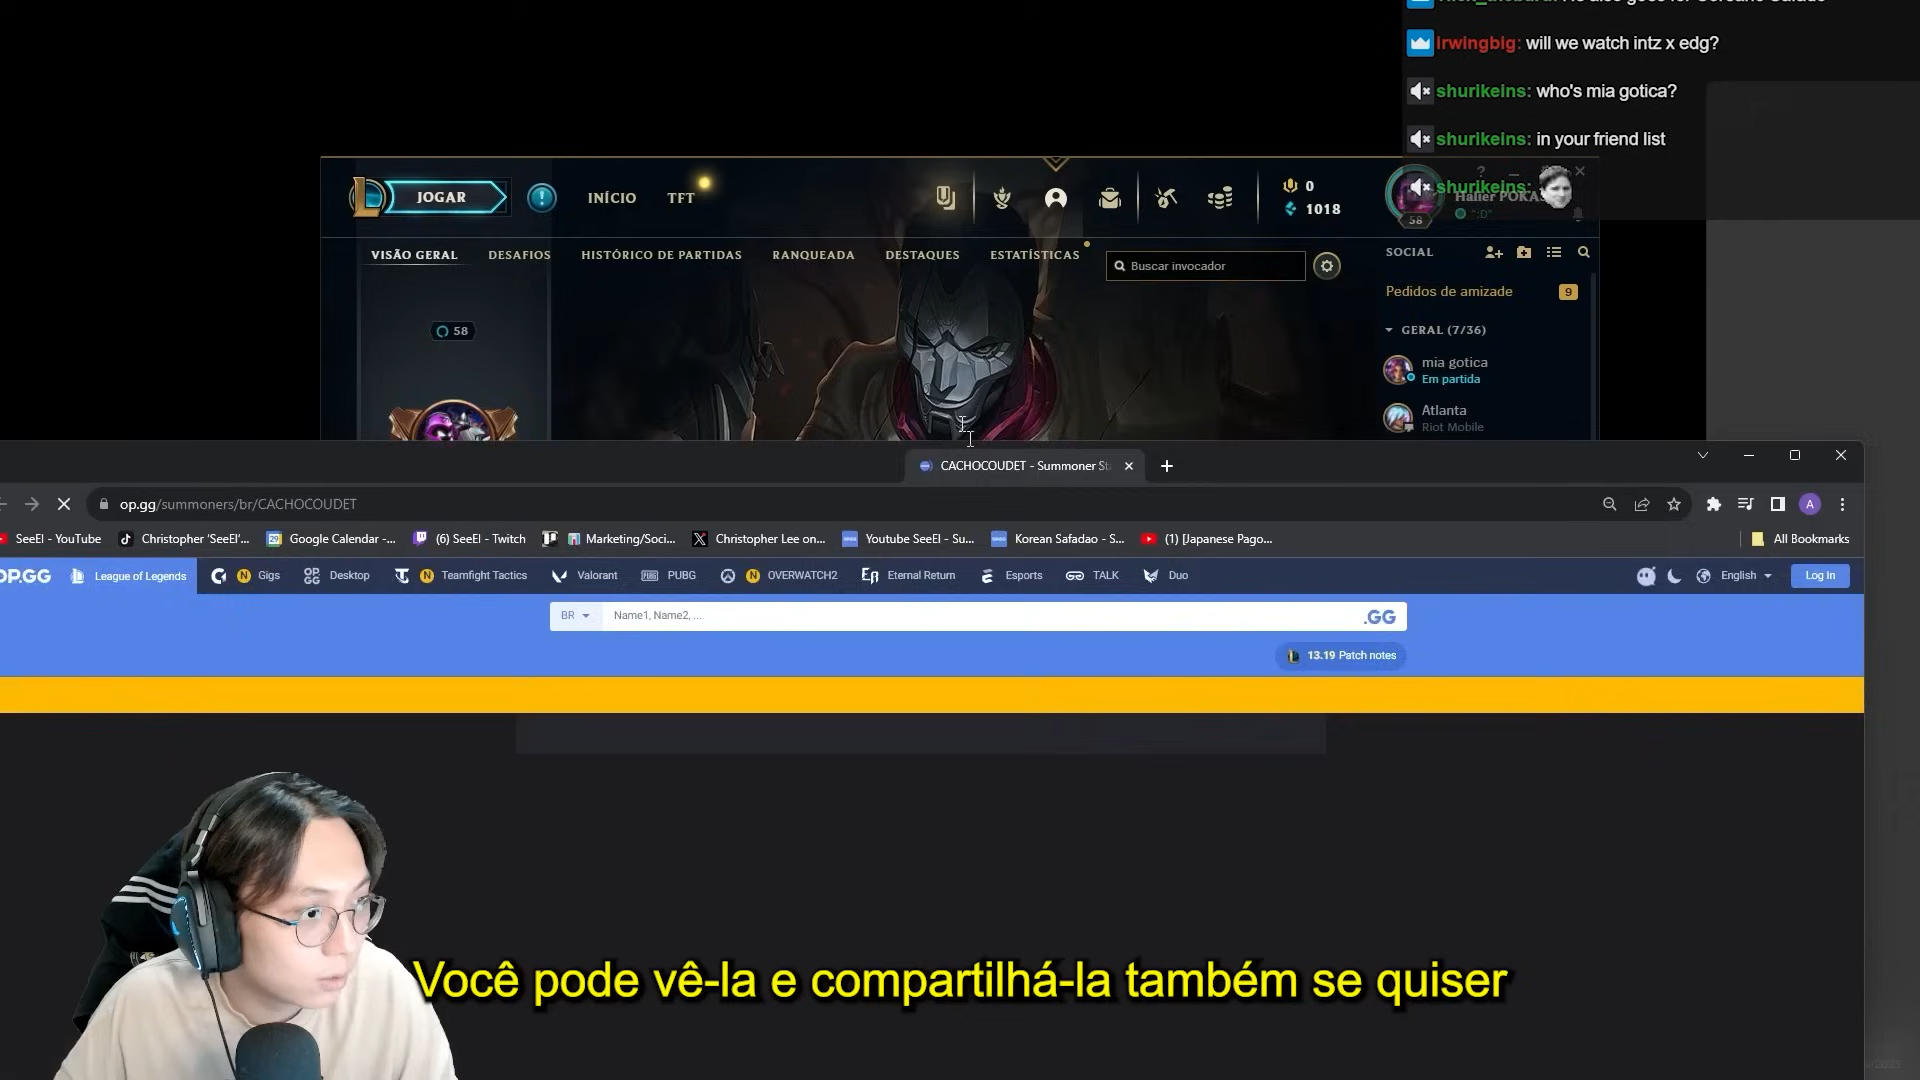 irwingbig: will we watch intz x edg?
shurikeins: who's mia gotica?
shurikeins: in your friend list
shurikeins:
JOGAR
INÍCIO
TFT
0
1018
58
Halier POKAS
":D"
VISÃO GERAL
DESAFIOS
HISTÓRICO DE PARTIDAS
RANQUEADA
DESTAQUES
ESTATÍSTICAS
Buscar invocador
SOCIAL
Pedidos de amizade 9
GERAL (7/36)
58
mia gotica
Em partida
Atlanta
Riot Mobile
CACHOCOUDET - Summoner St
op.gg/summoners/br/CACHOCOUDET
A
SeeEl - YouTube
Christopher 'SeeEl'...
Google Calendar -...
(6) SeeEl - Twitch
Marketing/Soci...
Christopher Lee on...
Youtube SeeEl - Su...
Korean Safadao - S...
(1) [Japanese Pago...
All Bookmarks
OP.GG
League of Legends
N Gigs
OP GG Desktop
N Teamfight Tactics
Valorant
PUBG PUBG
N OVERWATCH2
Eternal Return
Esports
TALK
Duo
English
Log In
BR
Name1, Name2, ...
.GG
13.19 Patch notes
Você pode vê-la e compartilhá-la também se quiser